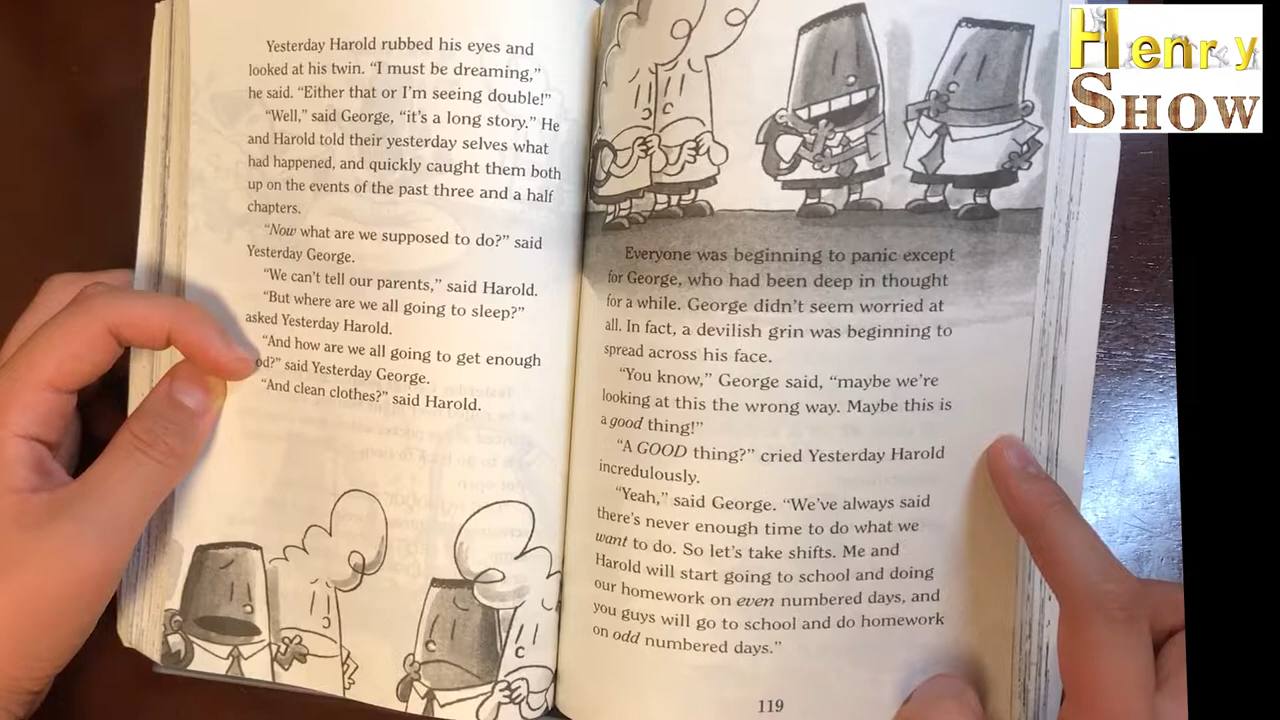 Yesterday Harold rubbed his eyes and
looked at his twin. “I must be dreaming,”
he said. “Either that or I’m seeing double!”
“Well,” said George, “it’s a long story.” He
and Harold told their yesterday selves what
had happened, and quickly caught them both
up on the events of the past three and a half
chapters.
“Now what are we supposed to do?” said
Yesterday George.
“We can’t tell our parents,” said Harold.
“But where are we all going to sleep?”
asked Yesterday Harold.
“And how are we all going to get enough
od?” said Yesterday George.
“And clean clothes?” said Harold.
Everyone was beginning to panic except
for George, who had been deep in thought
for a while. George didn’t seem worried at
all. In fact, a devilish grin was beginning to
spread across his face.
“You know,” George said, “maybe we’re
looking at this the wrong way. Maybe this is
a good thing!”
“A GOOD thing?” cried Yesterday Harold
incredulously.
“Yeah,” said George. “We’ve always said
there’s never enough time to do what we
want to do. So let’s take shifts. Me and
Harold will start going to school and doing
our homework on even numbered days, and
you guys will go to school and do homework
on odd numbered days.”
119
Henry
SHOW